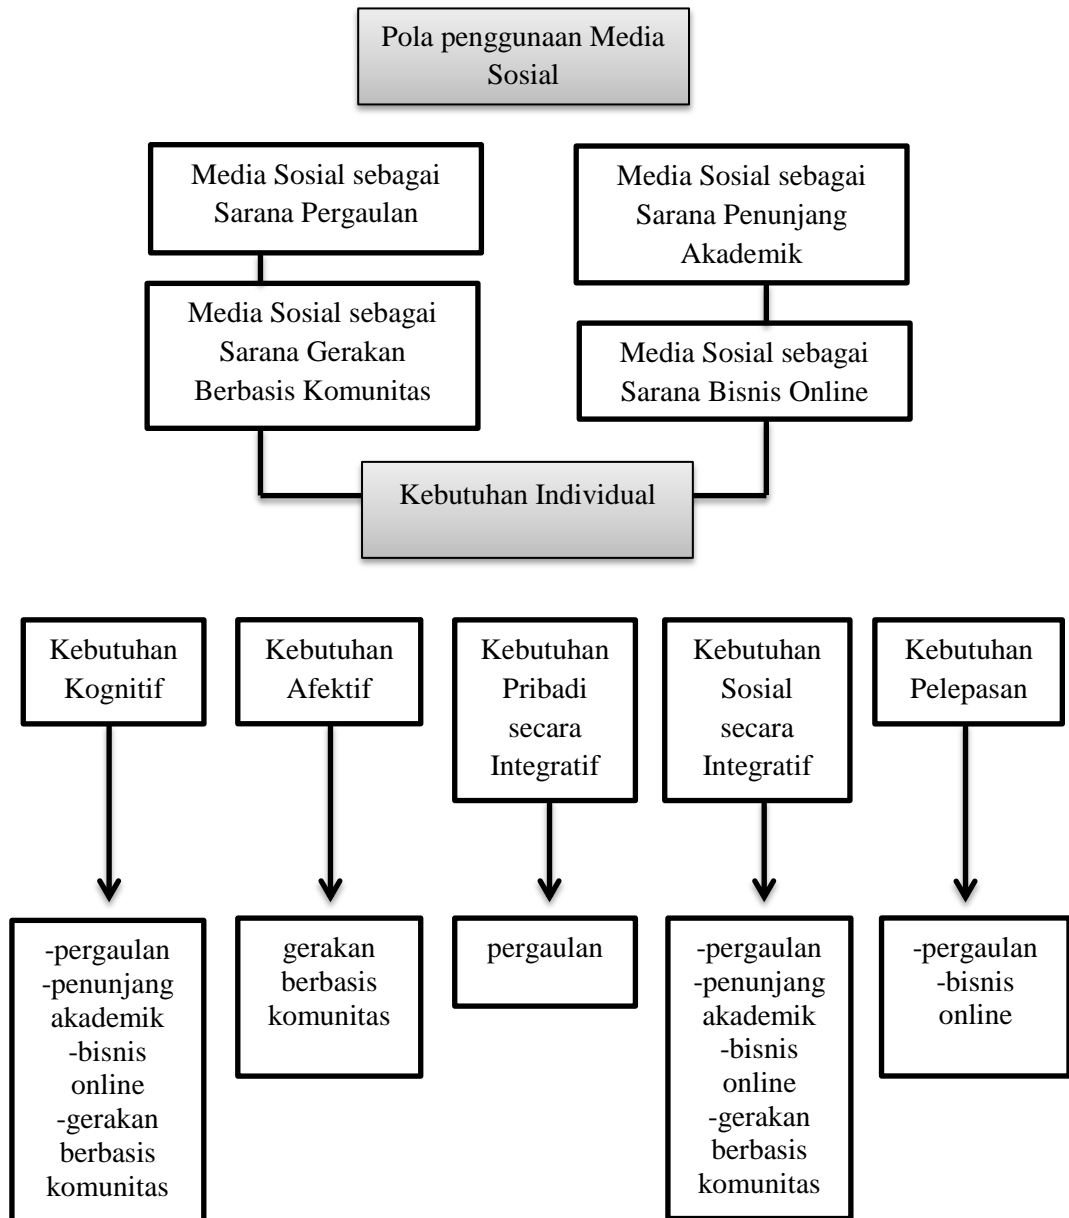 Pola penggunaan Media
Sosial
Media Sosial sebagai
Sarana Pergaulan
Media Sosial sebagai
Sarana Penunjang
Akademik
Media Sosial sebagai
Sarana Gerakan
Berbasis Komunitas
Media Sosial sebagai
Sarana Bisnis Online
Kebutuhan Individual
Kebutuhan
Kognitif
Kebutuhan
Afektif
Kebutuhan
Pribadi
secara
Integratif
Kebutuhan
Sosial
secara
Integratif
Kebutuhan
Pelepasan
-pergaulan
-penunjang
akademik
-bisnis
online
-gerakan
berbasis
komunitas
gerakan
berbasis
komunitas
pergaulan
-pergaulan
-penunjang
akademik
-bisnis
online
-gerakan
berbasis
komunitas
-pergaulan
-bisnis
online